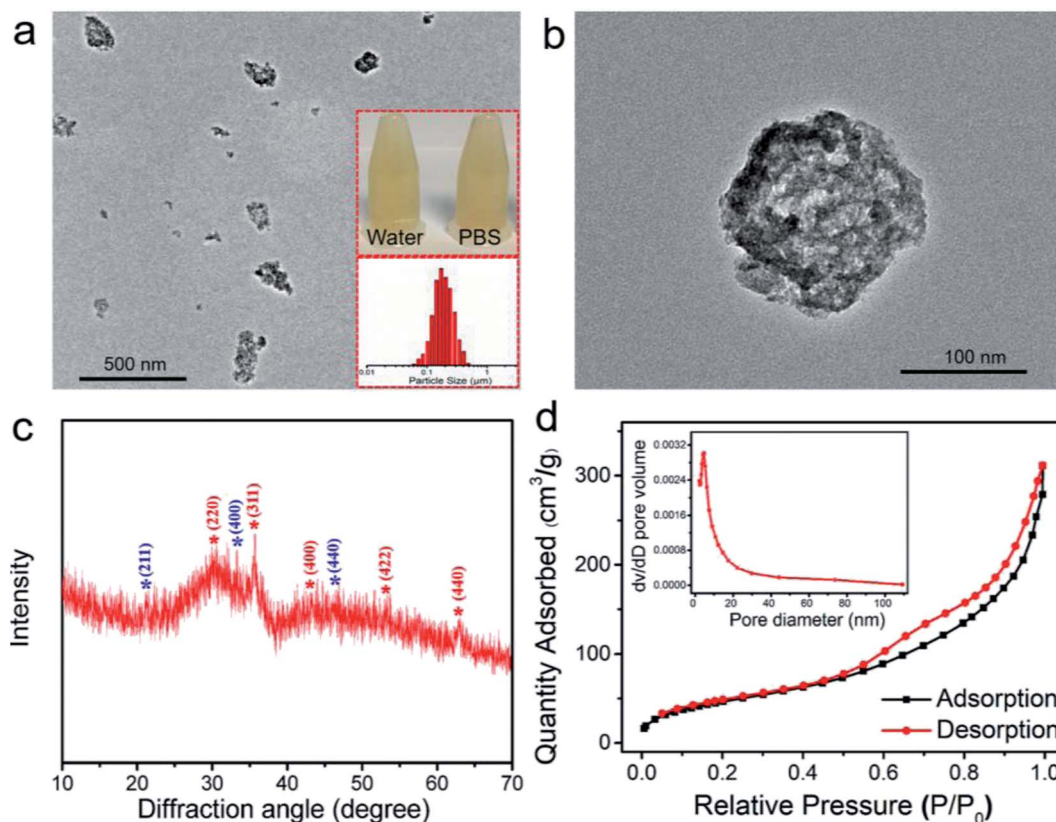 a
Water PBS
500 nm
0.01 0.1 1
Particle Size (μm)
b
100 nm
c
Intensity
*(211)
*(220)
*(400)
*(311)
*(400)
*(440)
*(422)
*(440)
10 20 30 40 50 60 70
Diffraction angle (degree)
d
Quantity Adsorbed (cm³/g)
300
200
100
0
dv/dD pore volume
0.0032
0.0024
0.0016
0.0008
0.0000
0 20 40 60 80 100
Pore diameter (nm)
Adsorption
Desorption
0.0 0.2 0.4 0.6 0.8 1.0
Relative Pressure (P/P₀)